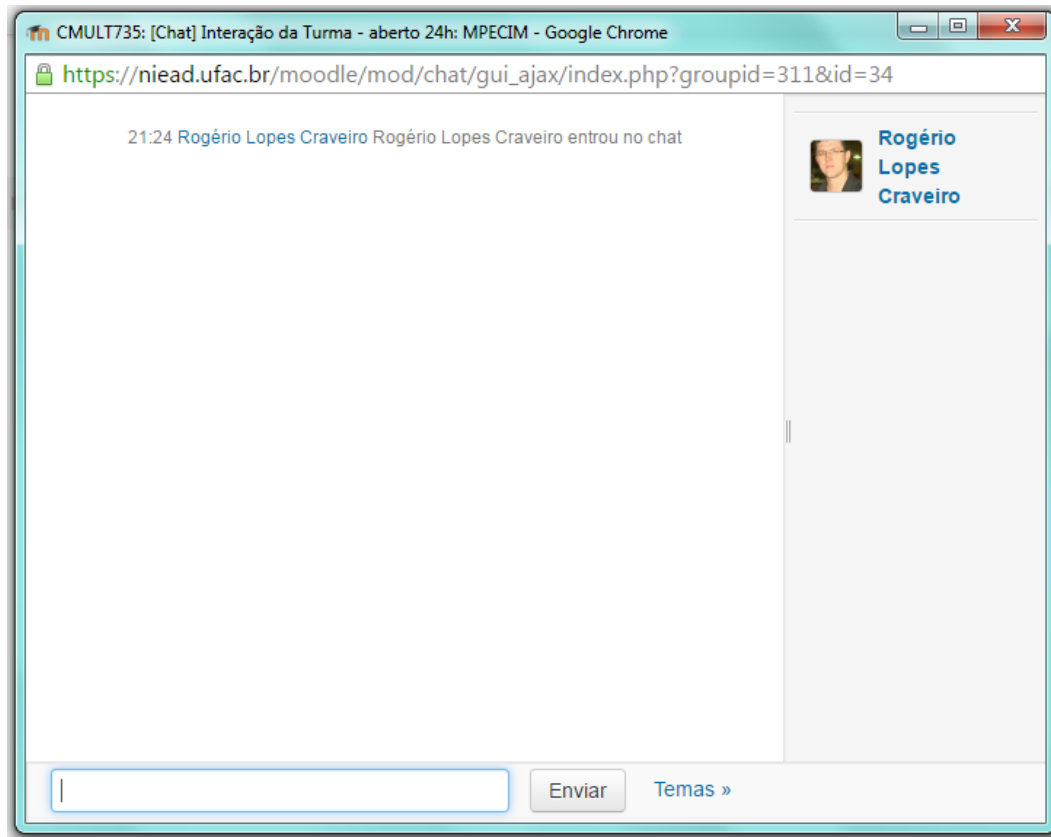 CMULT735: [Chat] Interação da Turma - aberto 24h: MPECIM - Google Chrome
https://niead.ufac.br/moodle/mod/chat/gui_ajax/index.php?groupid=311&id=34
21:24 Rogério Lopes Craveiro Rogério Lopes Craveiro entrou no chat
Rogério
Lopes
Craveiro
Enviar
Temas »